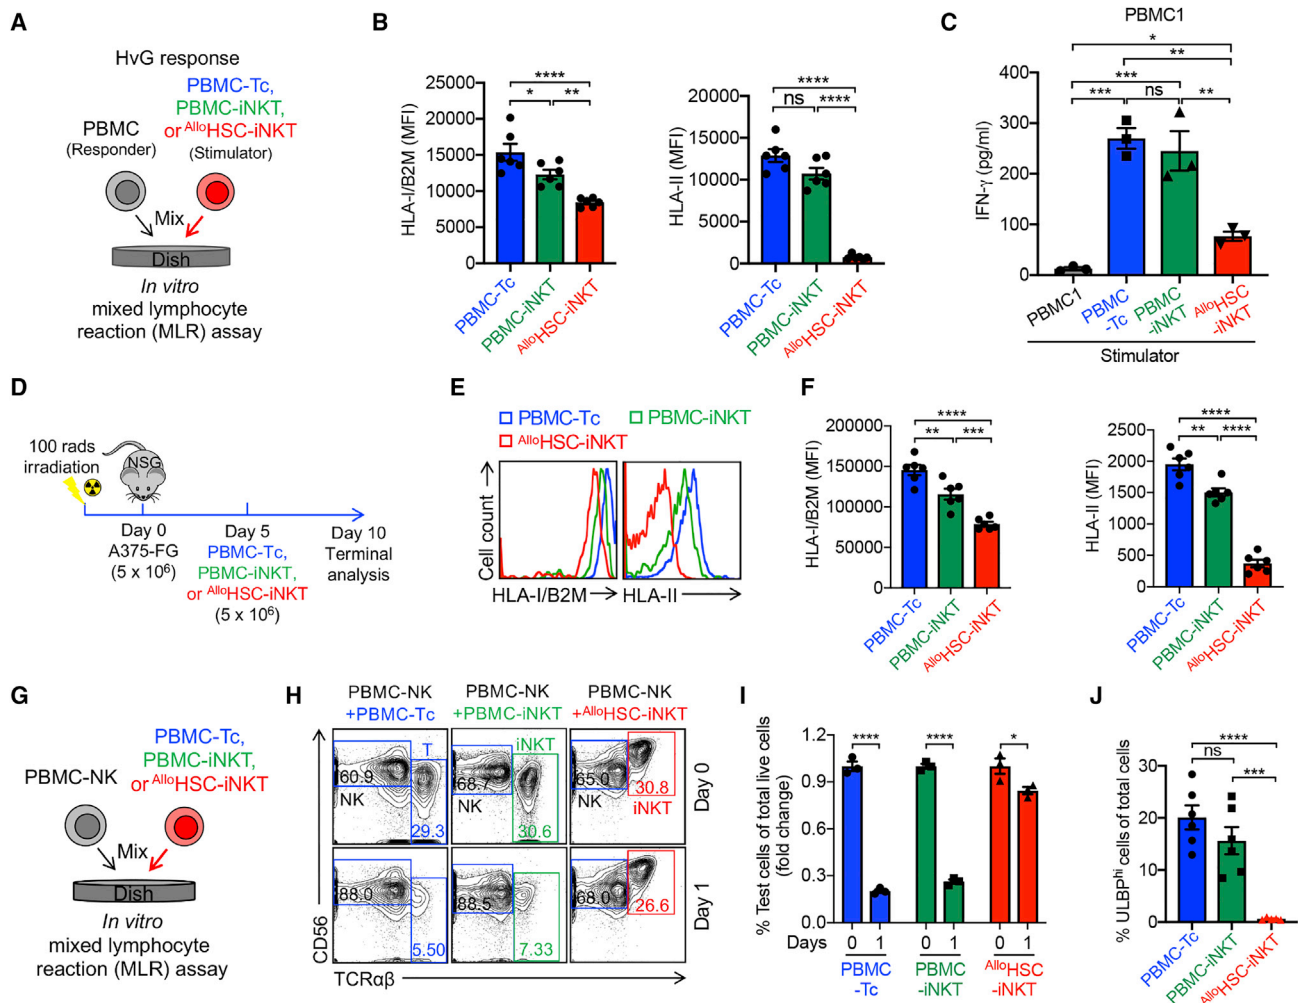 A
HvG response
PBMC-Tc,
PBMC-iNKT,
or AlloHSC-iNKT
PBMC
(Responder)
(Stimulator)
Mix
Dish
In vitro
mixed lymphocyte
reaction (MLR) assay
B
HLA-I/B2M (MFI)
25000
20000
15000
10000
5000
0
****
*
**
PBMC-Tc
PBMC-iNKT
AlloHSC-iNKT
HLA-II (MFI)
20000
15000
10000
5000
0
****
ns
****
PBMC-Tc
PBMC-iNKT
AlloHSC-iNKT
C
PBMC1
IFN-γ (pg/ml)
400
300
200
100
0
*
**
***
***
ns
**
PBMC1
PBMC
-Tc
PBMC
-iNKT
AlloHSC
-iNKT
Stimulator
D
100 rads
irradiation
NSG
Day 0
A375-FG
(5 x 10⁶)
Day 5
PBMC-Tc,
PBMC-iNKT,
or AlloHSC-iNKT
(5 x 10⁶)
Day 10
Terminal
analysis
E
PBMC-Tc
PBMC-iNKT
AlloHSC-iNKT
Cell count
HLA-I/B2M
HLA-II
F
HLA-I/B2M (MFI)
200000
150000
100000
50000
0
****
**
***
PBMC-Tc
PBMC-iNKT
AlloHSC-iNKT
HLA-II (MFI)
2500
2000
1500
1000
500
0
****
**
****
PBMC-Tc
PBMC-iNKT
AlloHSC-iNKT
G
PBMC-Tc,
PBMC-iNKT,
or AlloHSC-iNKT
PBMC-NK
Mix
Dish
In vitro
mixed lymphocyte
reaction (MLR) assay
H
PBMC-NK
+PBMC-Tc
PBMC-NK
+PBMC-iNKT
PBMC-NK
+AlloHSC-iNKT
T
60.9
NK
29.3
iNKT
68.7
NK
30.6
65.0
NK
30.8
iNKT
Day 0
88.0
5.50
88.5
7.33
68.0
26.6
Day 1
CD56
TCRαβ
I
% Test cells of total live cells
(fold change)
1.2
0.9
0.6
0.3
0.0
****
****
*
Days
0 1
0 1
0 1
PBMC
-Tc
PBMC
-iNKT
AlloHSC
-iNKT
J
% ULBPhi cells of total cells
30
20
10
0
****
ns
***
PBMC-Tc
PBMC-iNKT
AlloHSC-iNKT